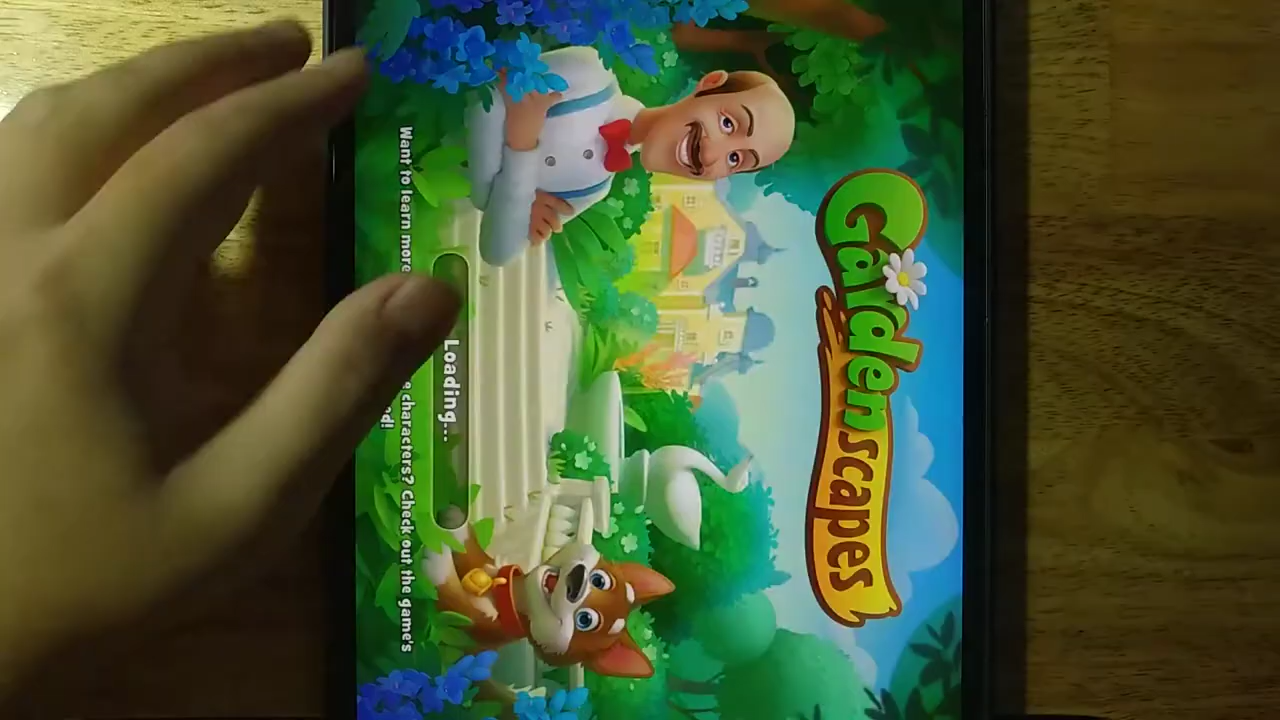 Gardenscapes
Loading...
Want to learn more characters? Check out the game's